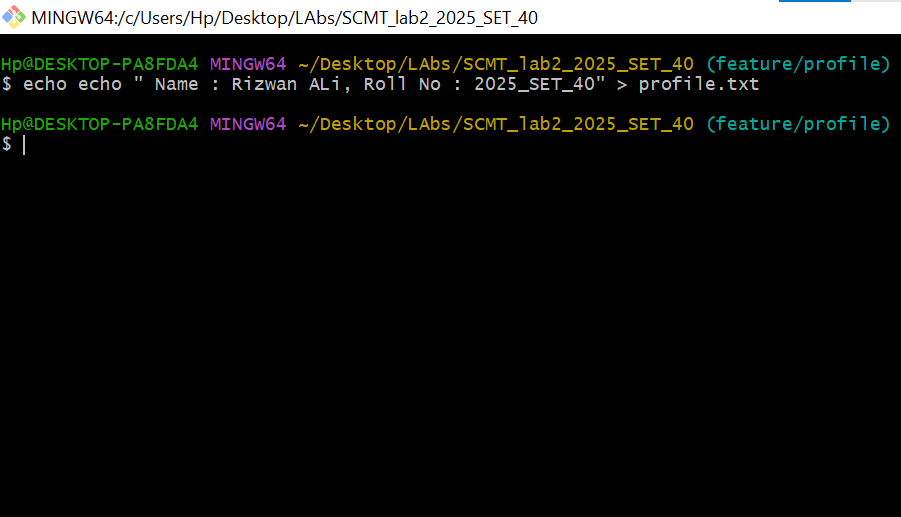 MINGW64:/c/Users/Hp/Desktop/LAbs/SCMT_lab2_2025_SET_40
Hp@DESKTOP-PA8FDA4 MINGW64 ~/Desktop/LAbs/SCMT_lab2_2025_SET_40 (feature/profile)
$ echo echo " Name : Rizwan ALi, Roll No : 2025_SET_40" > profile.txt
Hp@DESKTOP-PA8FDA4 MINGW64 ~/Desktop/LAbs/SCMT_lab2_2025_SET_40 (feature/profile)
$